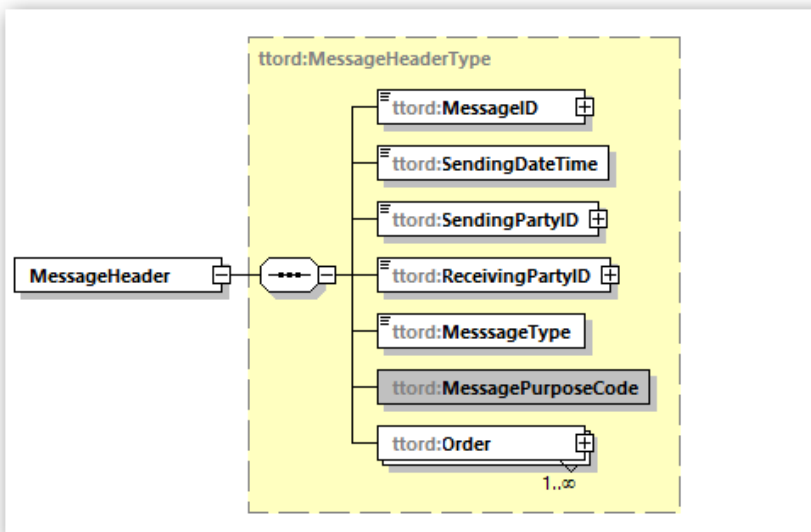 ttord:MessageHeaderType
ttord:MessageID
ttord:SendingDateTime
ttord:SendingPartyID
MessageHeader
ttord:ReceivingPartyID
ttord:MesssageType
ttord:MessagePurposeCode
ttord:Order
1..∞